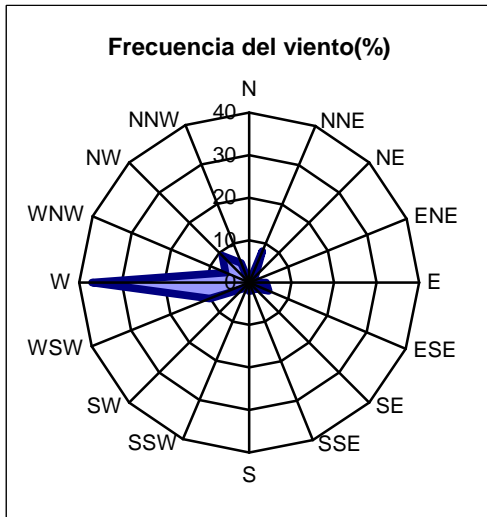 Frecuencia del viento(%)
N
NNW
NNE
40
NW
NE
30
WNW
ENE
20
10
W
0
E
WSW
ESE
SW
SE
SSW
SSE
S